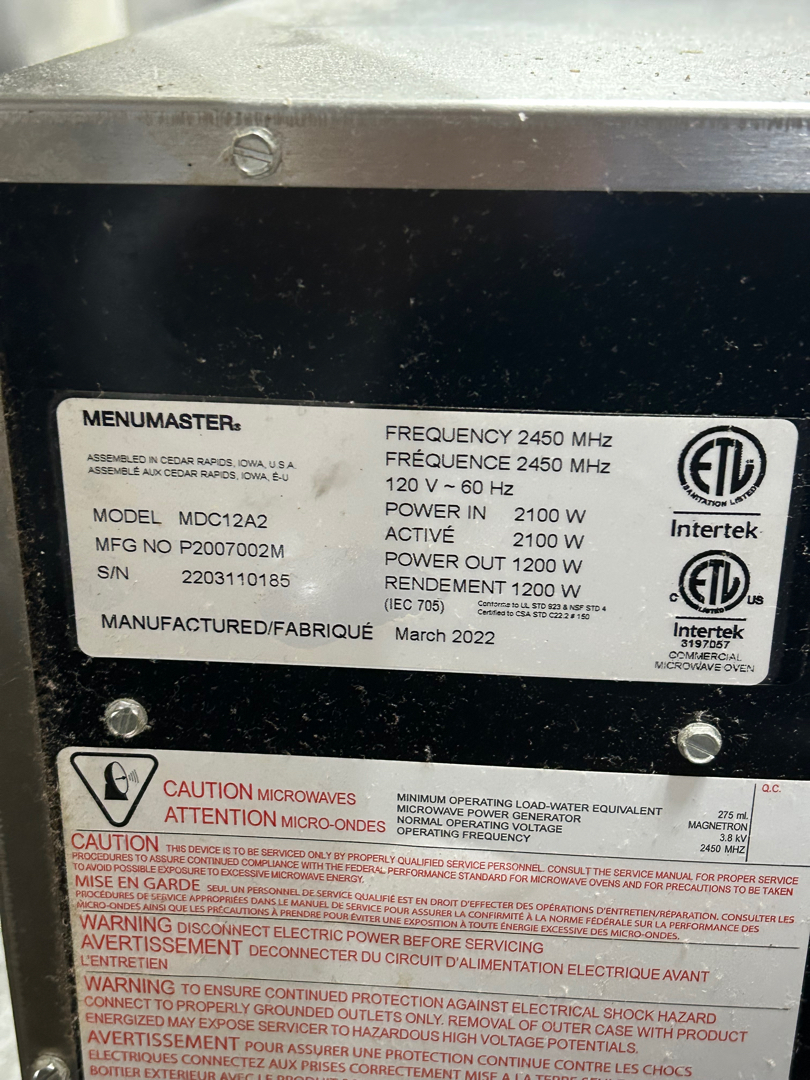 MENUMASTER®
ASSEMBLED IN CEDAR RAPIDS, IOWA, U.S.A.
ASSEMBLÉ AUX CEDAR RAPIDS, IOWA, É-U
MODEL MDC12A2
MFG NO P2007002M
S/N 2203110185
MANUFACTURED/FABRIQUÉ March 2022
FREQUENCY 2450 MHz
FRÉQUENCE 2450 MHz
120 V ~ 60 Hz
POWER IN 2100 W
ACTIVÉ 2100 W
POWER OUT 1200 W
RENDEMENT 1200 W
(IEC 705)
Conforms to UL STD 923 & NSF STD 4
Certified to CSA STD C22.2 # 150
ETL
SANITATION LISTED
Intertek
C ETL US
LISTED
Intertek
3197057
COMMERCIAL
MICROWAVE OVEN
CAUTION MICROWAVES
ATTENTION MICRO-ONDES
MINIMUM OPERATING LOAD-WATER EQUIVALENT 275 ml.
MICROWAVE POWER GENERATOR MAGNETRON
NORMAL OPERATING VOLTAGE 3.8 kV
OPERATING FREQUENCY 2450 MHZ
Q.C.
CAUTION THIS DEVICE IS TO BE SERVICED ONLY BY PROPERLY QUALIFIED SERVICE PERSONNEL. CONSULT THE SERVICE MANUAL FOR PROPER SERVICE
PROCEDURES TO ASSURE CONTINUED COMPLIANCE WITH THE FEDERAL PERFORMANCE STANDARD FOR MICROWAVE OVENS AND FOR PRECAUTIONS TO BE TAKEN
TO AVOID POSSIBLE EXPOSURE TO EXCESSIVE MICROWAVE ENERGY.
MISE EN GARDE SEUL UN PERSONNEL DE SERVICE QUALIFIÉ EST EN DROIT D'EFFECTER DES OPÉRATIONS D'ENTRETIEN/RÉPARATION. CONSULTER LES
PROCÉDURES DE SERVICE APPROPRIÉES DANS LE MANUEL DE SERVICE POUR ASSURER LA CONFIRMITÉ À LA NORME FÉDÉRALE SUR LA PERFORMANCE DES
MICRO-ONDES AINSI QUE LES PRÉCAUTIONS À PRENDRE POUR ÉVITER UNE EXPOSITION À TOUTE ÉNERGIE EXCESSIVE DES MICRO-ONDES.
WARNING DISCONNECT ELECTRIC POWER BEFORE SERVICING
AVERTISSEMENT DECONNECTER DU CIRCUIT D'ALIMENTATION ELECTRIQUE AVANT
L'ENTRETIEN
WARNING TO ENSURE CONTINUED PROTECTION AGAINST ELECTRICAL SHOCK HAZARD
CONNECT TO PROPERLY GROUNDED OUTLETS ONLY. REMOVAL OF OUTER CASE WITH PRODUCT
ENERGIZED MAY EXPOSE SERVICER TO HAZARDOUS HIGH VOLTAGE POTENTIALS.
AVERTISSEMENT POUR ASSURER UNE PROTECTION CONTINUE CONTRE LES CHOCS
ELECTRIQUES CONNECTEZ AUX PRISES CORRECTEMENT MISE A LA TERRE
BOITIER EXTERIEUR AVEC LE